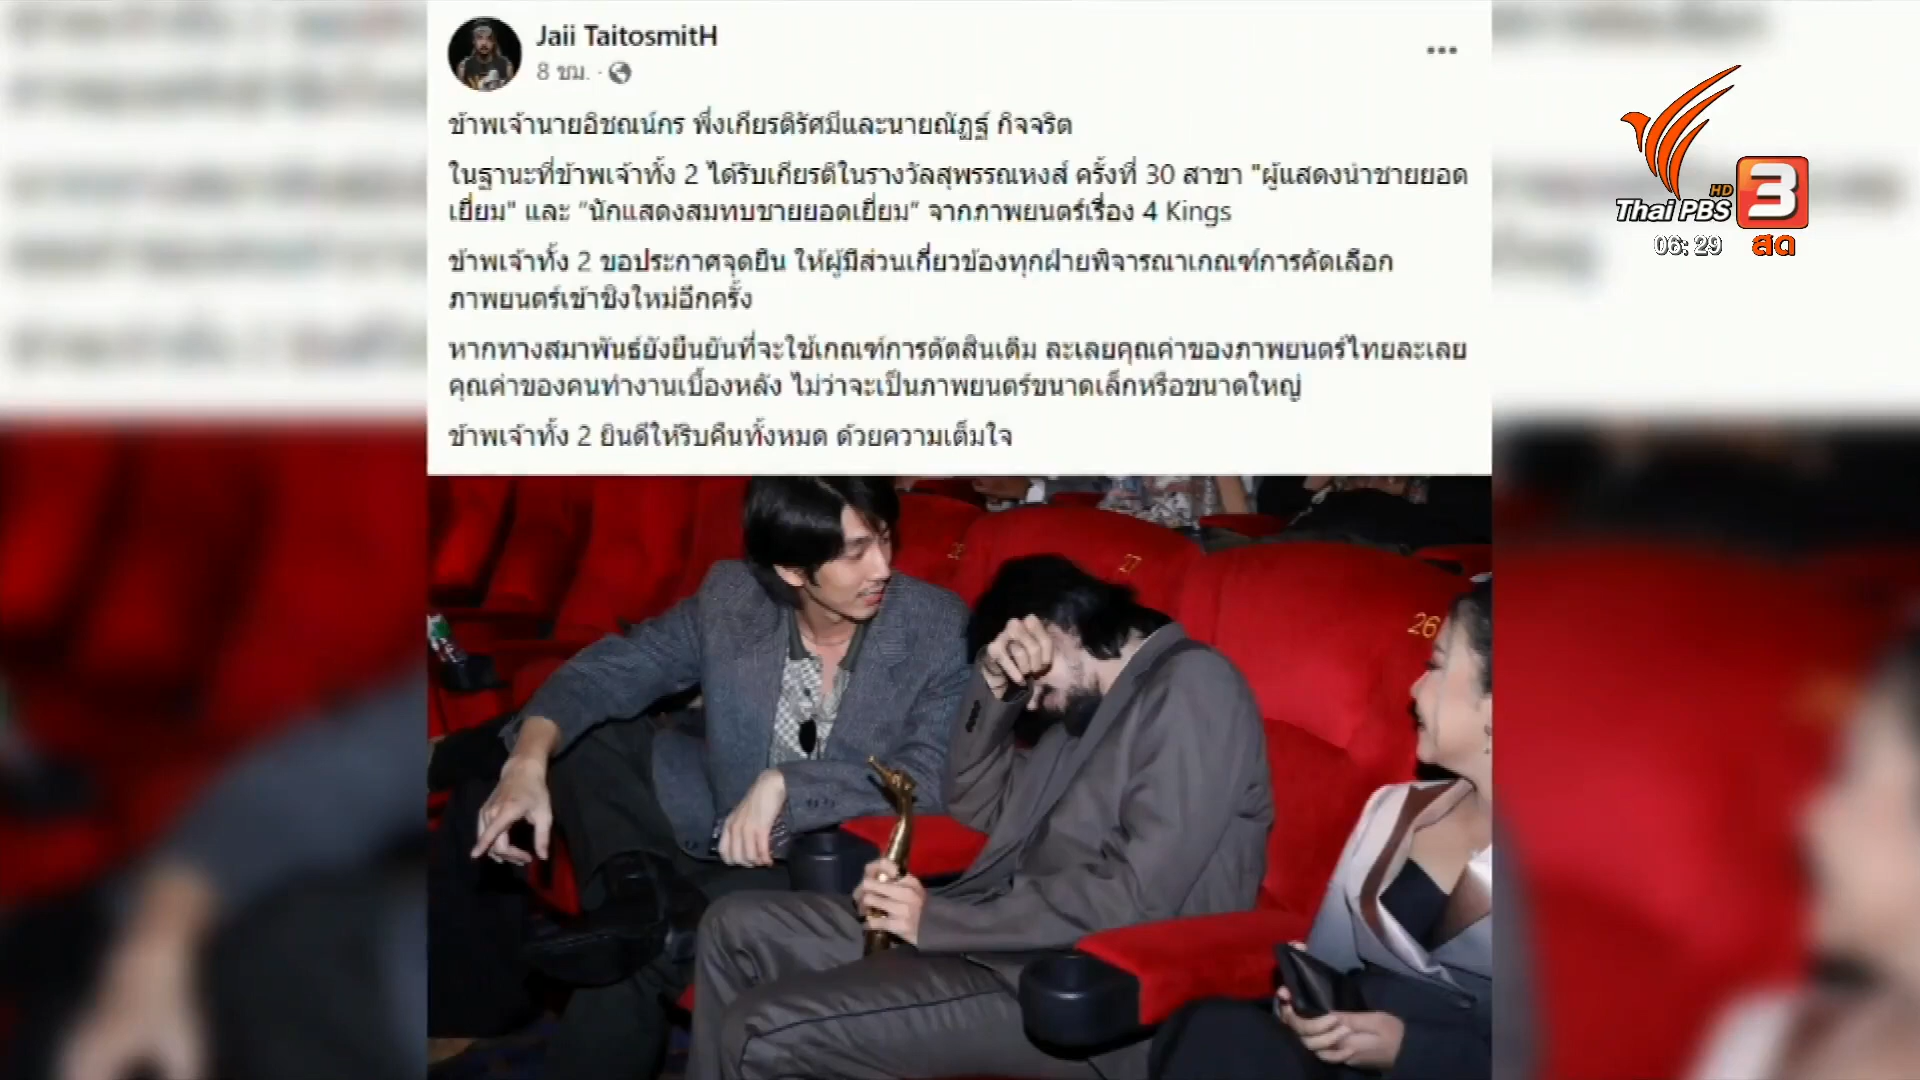 Jaii TaitosmitH
8 ชม.
ข้าพเจ้านายอิชณน์กร พึ่งเกียรติรัศมีและนายณัฏฐ์ กิจจริต
ในฐานะที่ข้าพเจ้าทั้ง 2 ได้รับเกียรติในรางวัลสุพรรณหงส์ ครั้งที่ 30 สาขา "ผู้แสดงนำชายยอด
เยี่ยม" และ “นักแสดงสมทบชายยอดเยี่ยม” จากภาพยนตร์เรื่อง 4 Kings
ข้าพเจ้าทั้ง 2 ขอประกาศจุดยืน ให้ผู้มีส่วนเกี่ยวข้องทุกฝ่ายพิจารณาเกณฑ์การคัดเลือก
ภาพยนตร์เข้าชิงใหม่อีกครั้ง
หากทางสมาพันธ์ยังยืนยันที่จะใช้เกณฑ์การตัดสินเดิม ละเลยคุณค่าของภาพยนตร์ไทยละเลย
คุณค่าของคนทำงานเบื้องหลัง ไม่ว่าจะเป็นภาพยนตร์ขนาดเล็กหรือขนาดใหญ่
ข้าพเจ้าทั้ง 2 ยินดีให้ริบคืนทั้งหมด ด้วยความเต็มใจ
HD
Thai PBS 3
06:29 สด
27
26